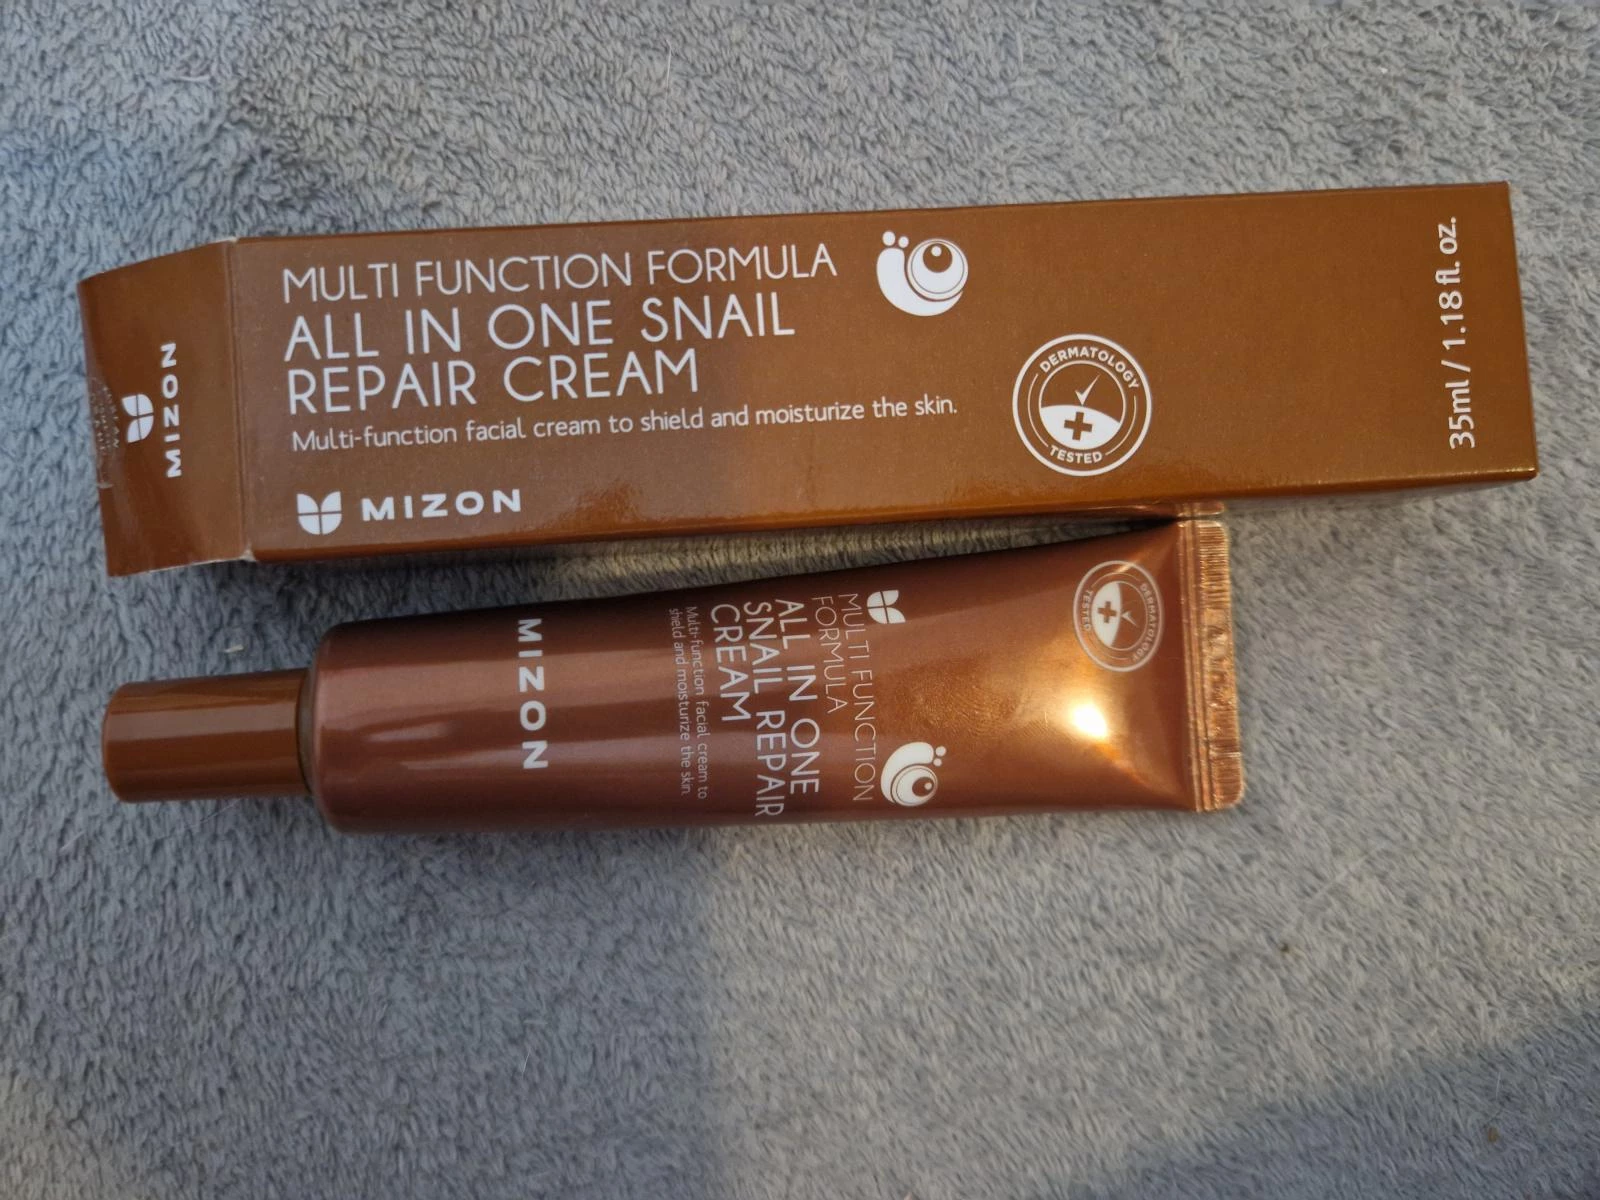 MULTI FUNCTION FORMULA
ALL IN ONE SNAIL
REPAIR CREAM
Multi-function facial cream to shield and moisturize the skin.
MIZON
DERMATOLOGY
TESTED
35ml / 1.18 fl. oz.
MIZON
MULTI FUNCTION
FORMULA
ALL IN ONE
SNAIL REPAIR
CREAM
Multi-function facial cream to
shield and moisturize the skin.
MIZON
DERMATOLOGY
TESTED